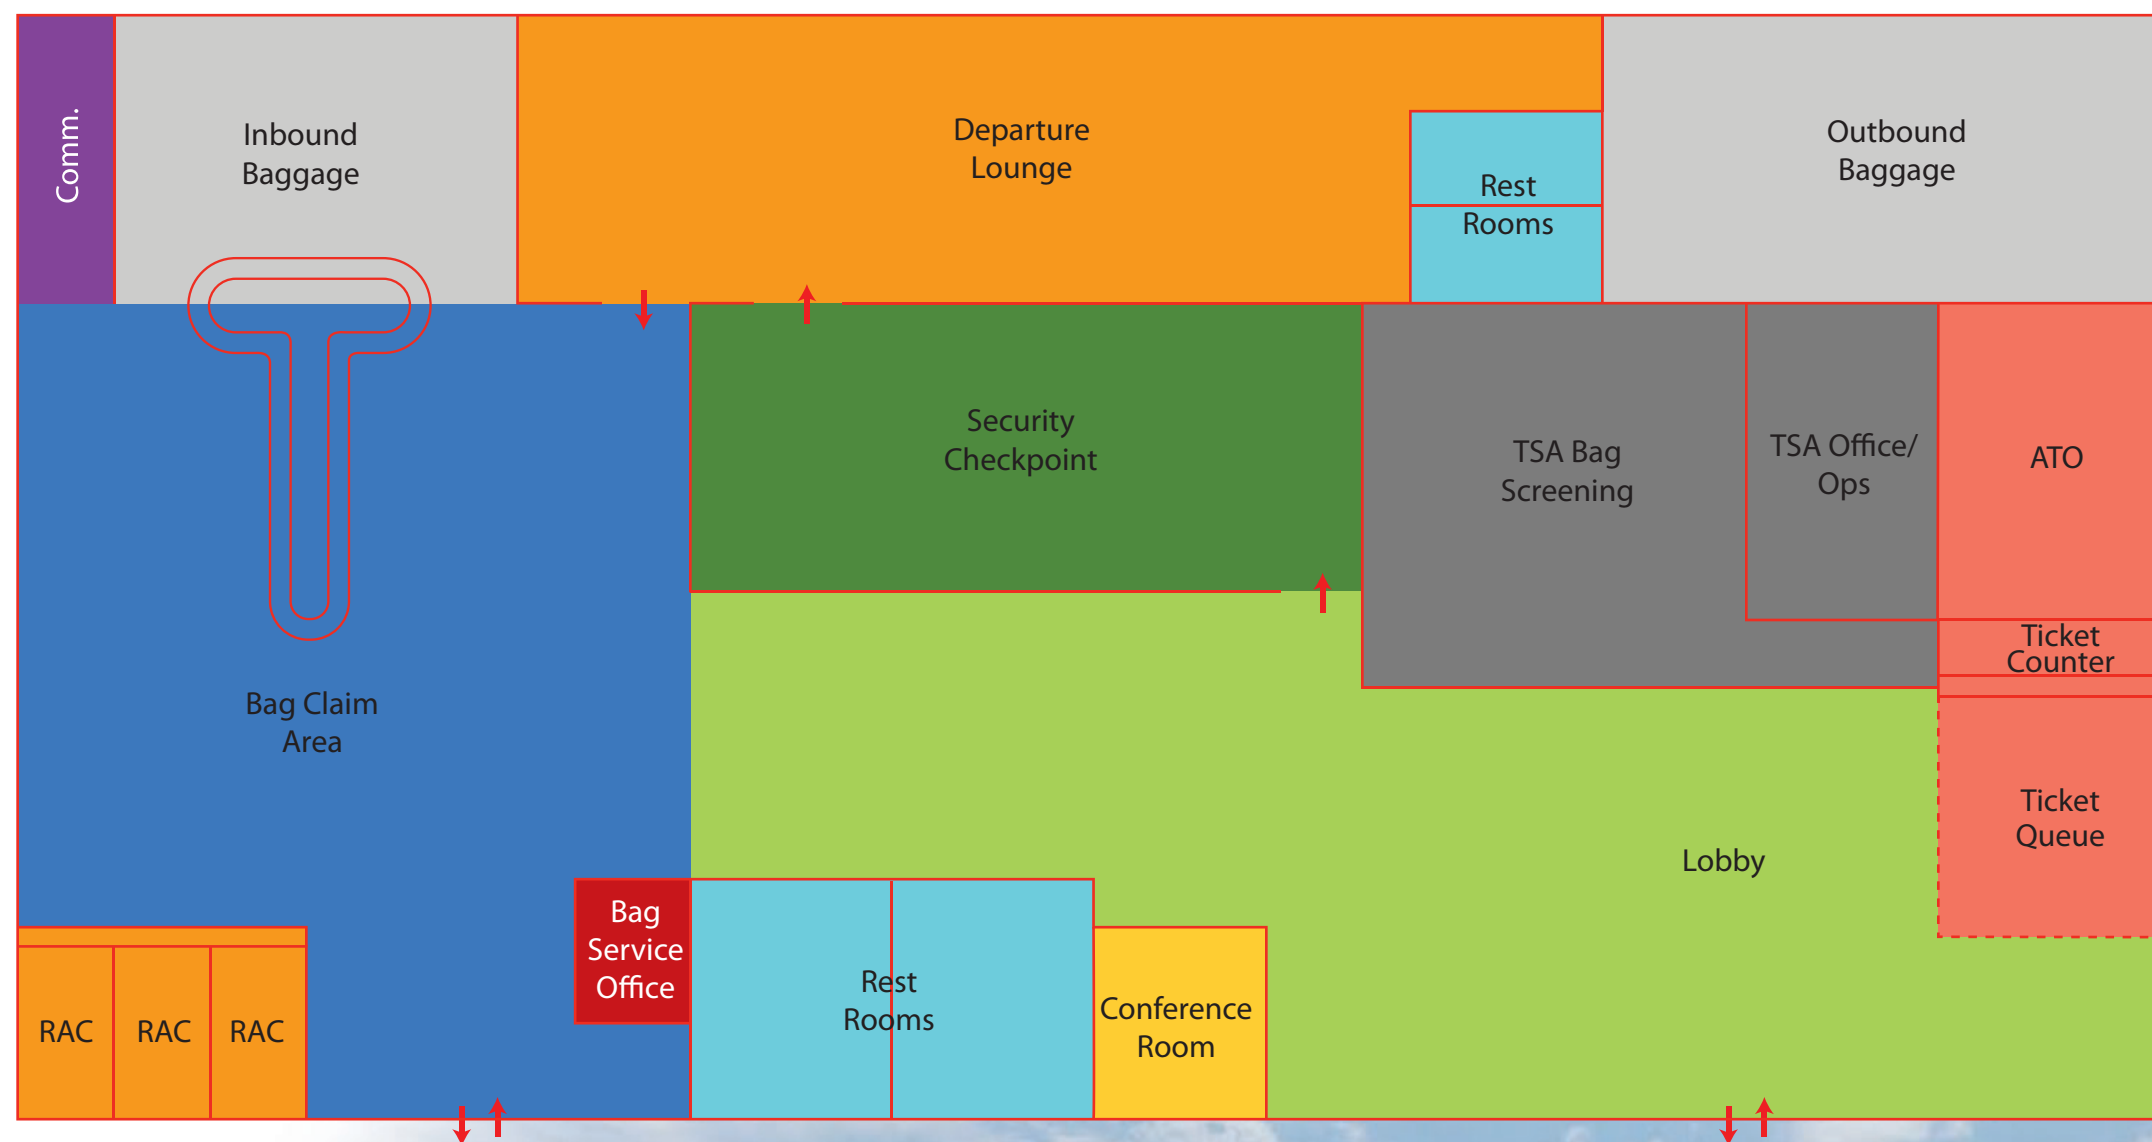 Comm.
Inbound
Baggage
Departure
Lounge
Rest
Rooms
Outbound
Baggage
Security
Checkpoint
TSA Bag
Screening
TSA Office/
Ops
ATO
Ticket
Counter
Bag Claim
Area
Ticket
Queue
Lobby
Bag
Service
Office
Rest
Rooms
Conference
Room
RAC
RAC
RAC